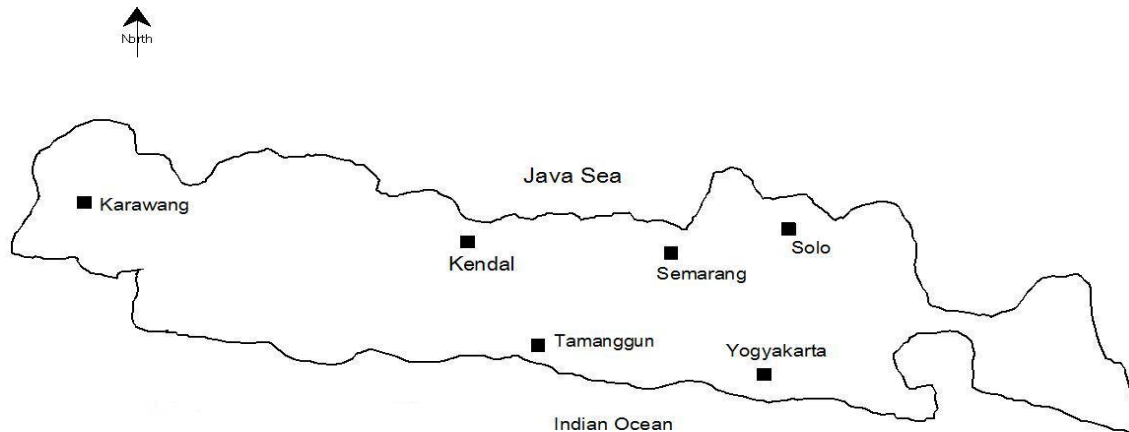 North
Java Sea
Karawang
Kendal
Semarang
Solo
Tamanggun
Yogyakarta
Indian Ocean